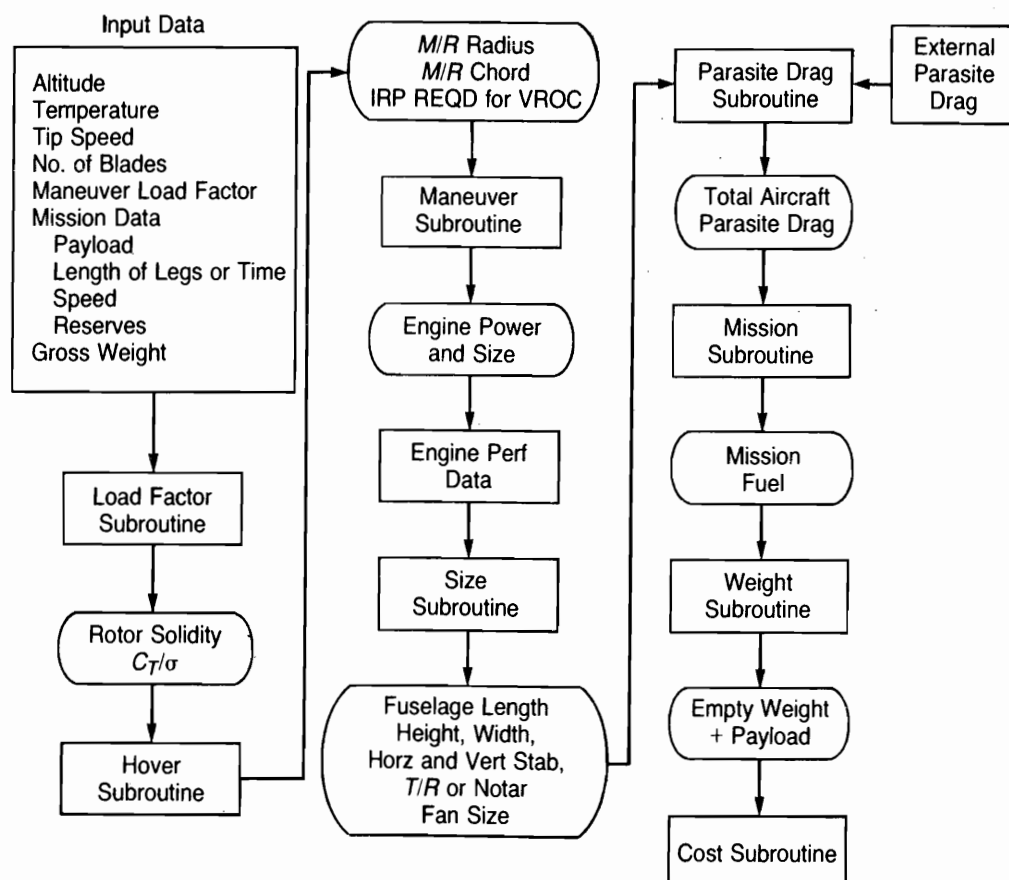 Input Data
Altitude
Temperature
Tip Speed
No. of Blades
Maneuver Load Factor
Mission Data
Payload
Length of Legs or Time
Speed
Reserves
Gross Weight
Load Factor
Subroutine
Rotor Solidity
C_T/σ
Hover
Subroutine
M/R Radius
M/R Chord
IRP REQD for VROC
Maneuver
Subroutine
Engine Power
and Size
Engine Perf
Data
Size
Subroutine
Fuselage Length
Height, Width,
Horz and Vert Stab,
T/R or Notar
Fan Size
Parasite Drag
Subroutine
External
Parasite
Drag
Total Aircraft
Parasite Drag
Mission
Subroutine
Mission
Fuel
Weight
Subroutine
Empty Weight
+ Payload
Cost Subroutine